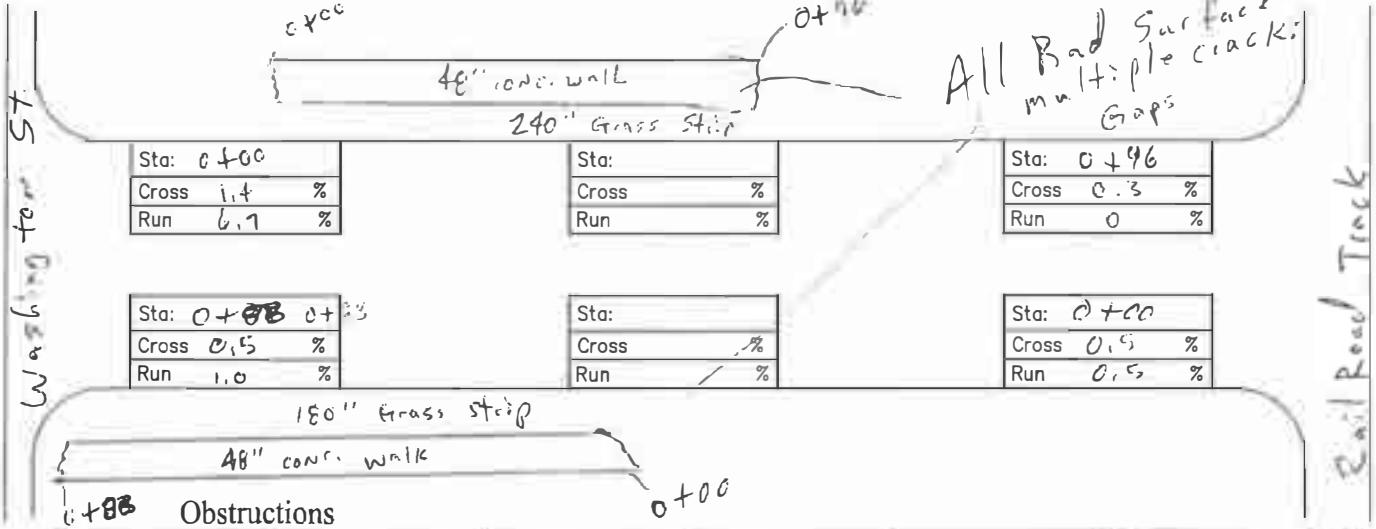 0+00
All Bad Surface
multiple cracks
Gaps
48" conc. walk
240" Grass Strip
Washington St
Rail Road Track
Sta: 0+00
Cross 1.4 %
Run 6.7 %
Sta:
Cross %
Run %
Sta: 0+96
Cross 0.3 %
Run 0 %
Sta: 0+88
Cross 0.5 %
Run 1.0 %
Sta:
Cross %
Run %
Sta: 0+00
Cross 0.5 %
Run 0.5 %
180" Grass Strip
48" conc. walk
0+88
Obstructions
0+00